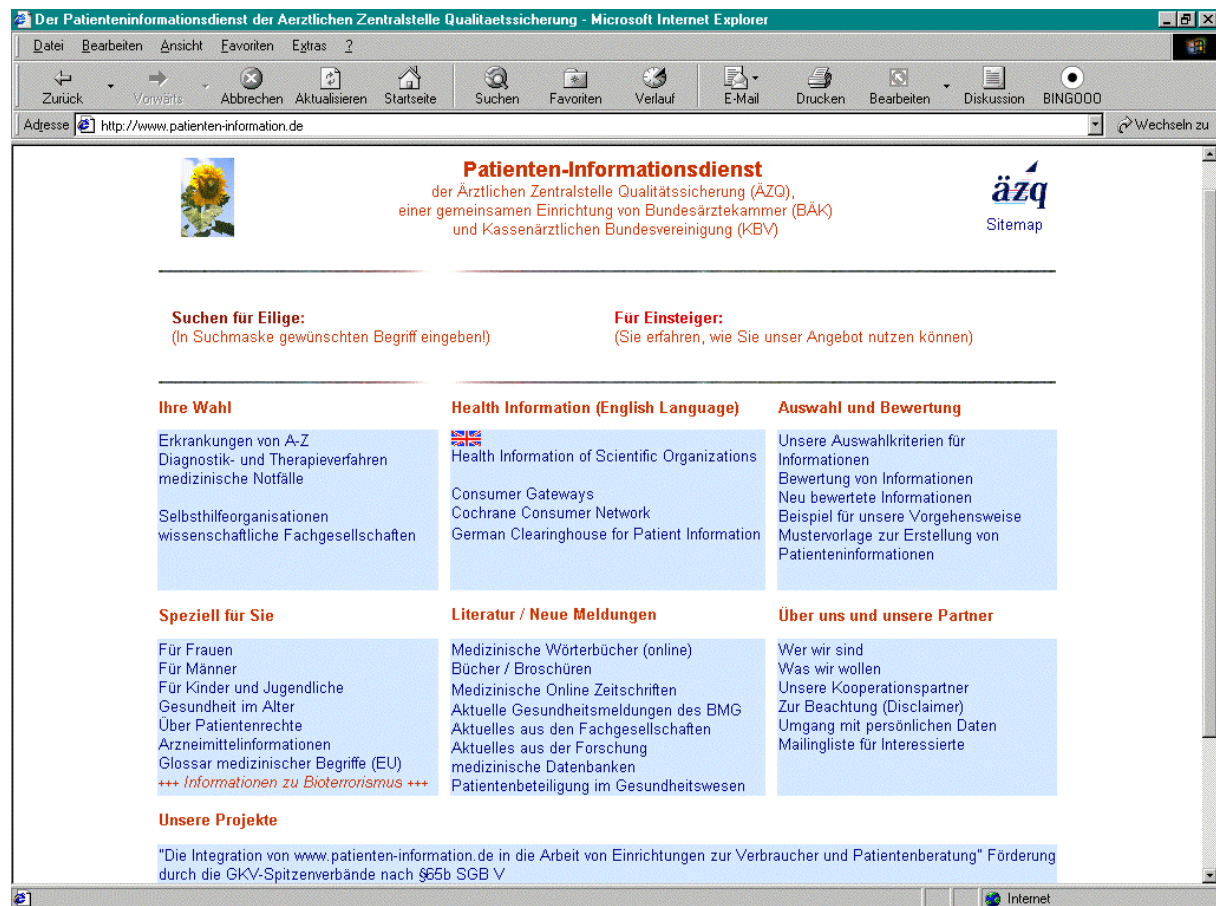 Der Patienteninformationsdienst der Aerztlichen Zentralstelle Qualitaetssicherung - Microsoft Internet Explorer
Datei Bearbeiten Ansicht Favoriten Extras ?
Zurück Vorwärts Abbrechen Aktualisieren Startseite Suchen Favoriten Verlauf E-Mail Drucken Bearbeiten Diskussion BINGOOO
Adresse http://www.patienten-information.de Wechseln zu
Patienten-Informationsdienst
der Ärztlichen Zentralstelle Qualitätssicherung (ÄZQ),
einer gemeinsamen Einrichtung von Bundesärztekammer (BÄK)
und Kassenärztlichen Bundesvereinigung (KBV)
äzq
Sitemap
Suchen für Eilige:
(In Suchmaske gewünschten Begriff eingeben!)
Für Einsteiger:
(Sie erfahren, wie Sie unser Angebot nutzen können)
Ihre Wahl
Erkrankungen von A-Z
Diagnostik- und Therapieverfahren
medizinische Notfälle
Selbsthilfeorganisationen
wissenschaftliche Fachgesellschaften
Health Information (English Language)
Health Information of Scientific Organizations
Consumer Gateways
Cochrane Consumer Network
German Clearinghouse for Patient Information
Auswahl und Bewertung
Unsere Auswahlkriterien für
Informationen
Bewertung von Informationen
Neu bewertete Informationen
Beispiel für unsere Vorgehensweise
Mustervorlage zur Erstellung von
Patienteninformationen
Speziell für Sie
Für Frauen
Für Männer
Für Kinder und Jugendliche
Gesundheit im Alter
Über Patientenrechte
Arzneimittelinformationen
Glossar medizinischer Begriffe (EU)
+++ Informationen zu Bioterrorismus +++
Literatur / Neue Meldungen
Medizinische Wörterbücher (online)
Bücher / Broschüren
Medizinische Online Zeitschriften
Aktuelle Gesundheitsmeldungen des BMG
Aktuelles aus den Fachgesellschaften
Aktuelles aus der Forschung
medizinische Datenbanken
Patientenbeteiligung im Gesundheitswesen
Über uns und unsere Partner
Wer wir sind
Was wir wollen
Unsere Kooperationspartner
Zur Beachtung (Disclaimer)
Umgang mit persönlichen Daten
Mailingliste für Interessierte
Unsere Projekte
"Die Integration von www.patienten-information.de in die Arbeit von Einrichtungen zur Verbraucher und Patientenberatung" Förderung
durch die GKV-Spitzenverbände nach §65b SGB V
Internet